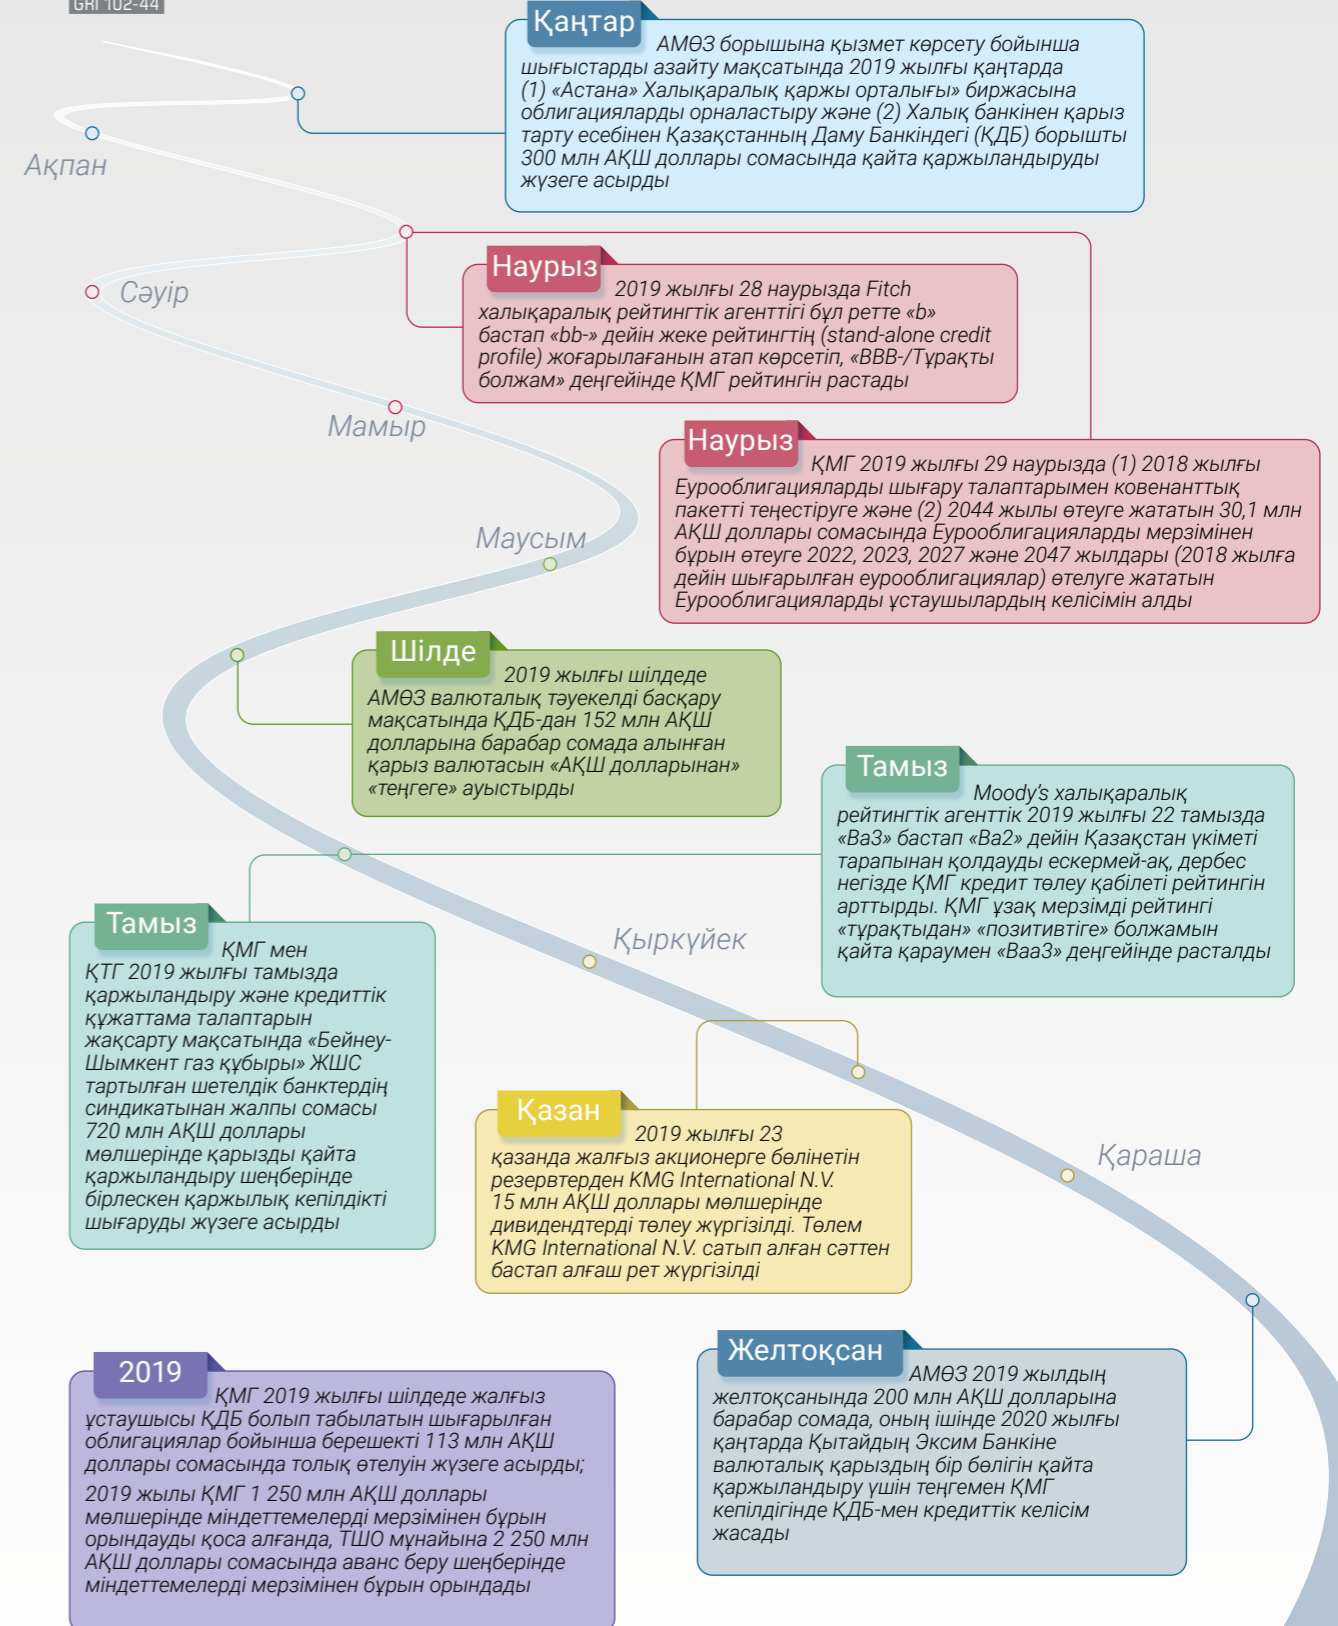 GRI 102-44
Қаңтар
АМӨЗ борышына қызмет көрсету бойынша
шығыстарды азайту мақсатында 2019 жылғы қаңтарда
(1) «Астана» Халықаралық қаржы орталығы» биржасына
облигацияларды орналастыру және (2) Халық банкінен қарыз
тарту есебінен Қазақстанның Даму Банкіндегі (ҚДБ) борышты
300 млн АҚШ доллары сомасында қайта қаржыландыруды
жүзеге асырды
Ақпан
Наурыз
2019 жылғы 28 наурызда Fitch
халықаралық рейтингтік агенттігі бұл ретте «b»
бастап «bb-» дейін жеке рейтингтің (stand-alone credit
profile) жоғарылағанын атап көрсетіп, «BBB-/Тұрақты
болжам» деңгейінде ҚМГ рейтингін растады
Сәуір
Мамыр
Наурыз
ҚМГ 2019 жылғы 29 наурызда (1) 2018 жылғы
Еурооблигацияларды шығару талаптарымен ковенанттық
пакетті теңестіруге және (2) 2044 жылы өтеуге жататын 30,1 млн
АҚШ доллары сомасында Еурооблигацияларды мерзімінен
бұрын өтеуге 2022, 2023, 2027 және 2047 жылдары (2018 жылға
дейін шығарылған еурооблигациялар) өтелуге жататын
Еурооблигацияларды ұстаушылардың келісімін алды
Маусым
Шілде
2019 жылғы шілдеде
АМӨЗ валюталық тәуекелді басқару
мақсатында ҚДБ-дан 152 млн АҚШ
долларына барабар сомада алынған
қарыз валютасын «АҚШ долларынан»
«теңгеге» ауыстырды
Тамыз
Moody's халықаралық
рейтингтік агенттік 2019 жылғы 22 тамызда
«Ва3» бастап «Ва2» дейін Қазақстан үкіметі
тарапынан қолдауды ескермей-ақ, дербес
негізде ҚМГ кредит төлеу қабілеті рейтингін
арттырды. ҚМГ ұзақ мерзімді рейтингі
«тұрақтыдан» «позитивтіге» болжамын
қайта қараумен «Ваа3» деңгейінде расталды
Тамыз
ҚМГ мен
ҚТГ 2019 жылғы тамызда
қаржыландыру және кредиттік
құжаттама талаптарын
жақсарту мақсатында «Бейнеу-
Шымкент газ құбыры» ЖШС
тартылған шетелдік банктердің
синдикатынан жалпы сомасы
720 млн АҚШ доллары
мөлшерінде қарызды қайта
қаржыландыру шеңберінде
бірлескен қаржылық кепілдікті
шығаруды жүзеге асырды
Қыркүйек
Қазан
2019 жылғы 23
қазанда жалғыз акционерге бөлінетін
резервтерден KMG International N.V.
15 млн АҚШ доллары мөлшерінде
дивидендтерді төлеу жүргізілді. Төлем
KMG International N.V. сатып алған сәттен
бастап алғаш рет жүргізілді
Қараша
Желтоқсан
АМӨЗ 2019 жылдың
желтоқсанында 200 млн АҚШ долларына
барабар сомада, оның ішінде 2020 жылғы
қаңтарда Қытайдың Эксим Банкіне
валюталық қарыздың бір бөлігін қайта
қаржыландыру үшін теңгемен ҚМГ
кепілдігінде ҚДБ-мен кредиттік келісім
жасады
2019
ҚМГ 2019 жылғы шілдеде жалғыз
ұстаушысы ҚДБ болып табылатын шығарылған
облигациялар бойынша берешекті 113 млн АҚШ
доллары сомасында толық өтелуін жүзеге асырды;
2019 жылы ҚМГ 1 250 млн АҚШ доллары
мөлшерінде міндеттемелерді мерзімінен бұрын
орындауды қоса алғанда, ТШО мұнайына 2 250 млн
АҚШ доллары сомасында аванс беру шеңберінде
міндеттемелерді мерзімінен бұрын орындады